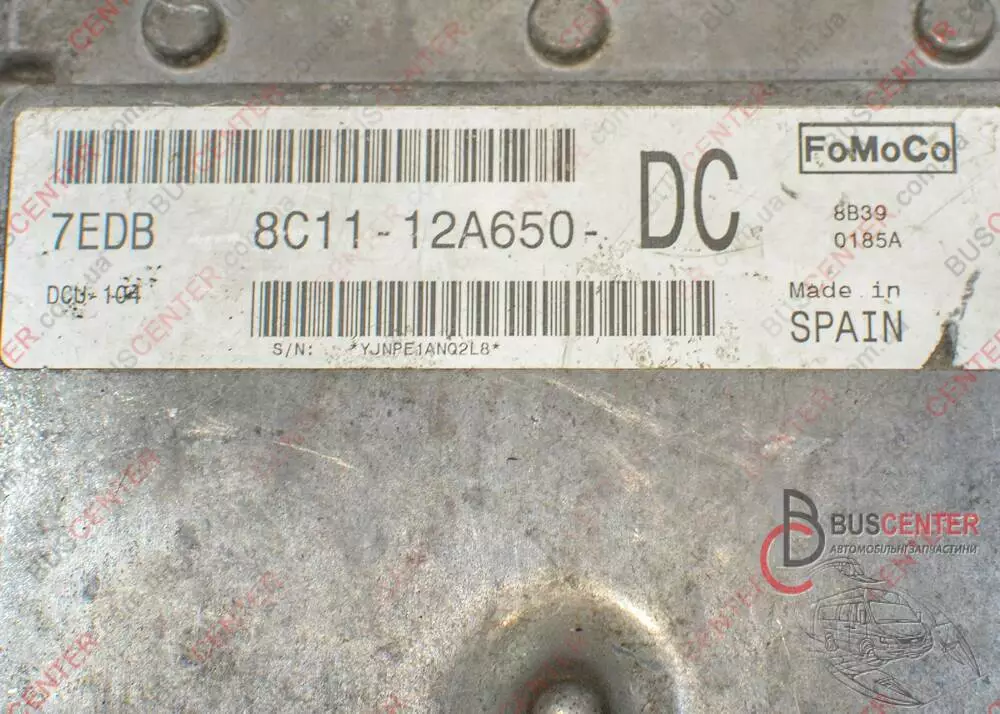 FoMoCo
7EDB 8C11-12A650- DC
8B39
0185A
DCU-104
Made in
SPAIN
S/N: *YJNPE1ANQ2L8*
BUSCENTER
АВТОМОБІЛЬНІ ЗАПЧАСТИНИ